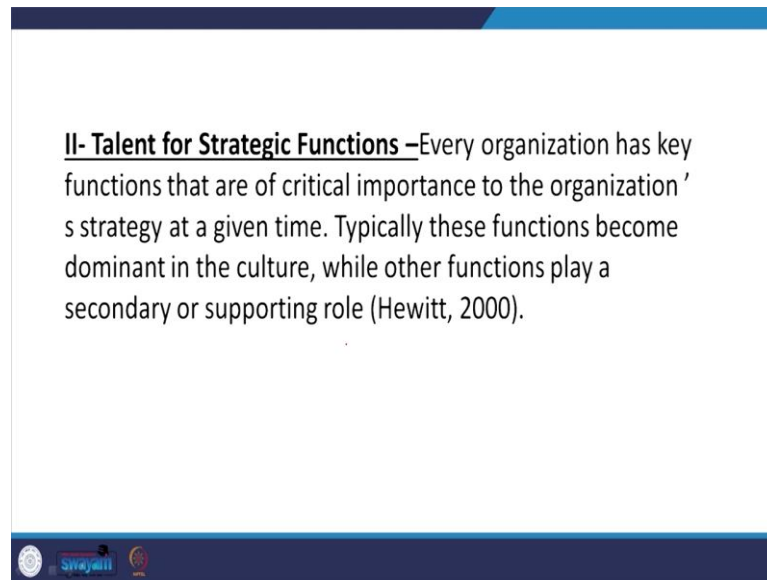 II- Talent for Strategic Functions –Every organization has key
functions that are of critical importance to the organization ’
s strategy at a given time. Typically these functions become
dominant in the culture, while other functions play a
secondary or supporting role (Hewitt, 2000).
swayam